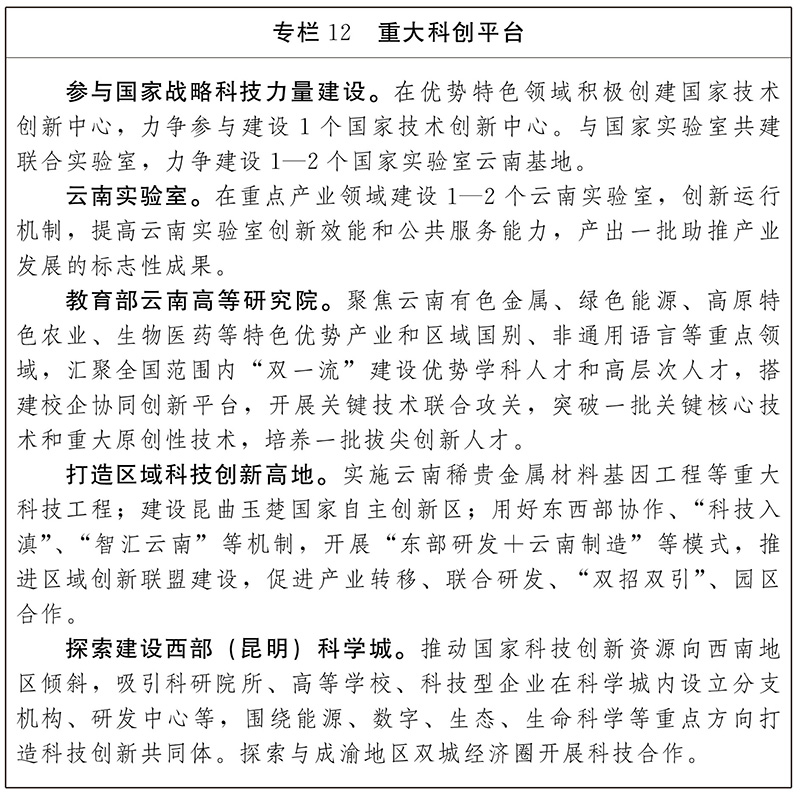 专栏 12　重大科创平台
参与国家战略科技力量建设。在优势特色领域积极创建国家技术
创新中心，力争参与建设 1 个国家技术创新中心。与国家实验室共建
联合实验室，力争建设 1—2 个国家实验室云南基地。
云南实验室。在重点产业领域建设 1—2 个云南实验室，创新运行
机制，提高云南实验室创新效能和公共服务能力，产出一批助推产业
发展的标志性成果。
教育部云南高等研究院。聚焦云南有色金属、绿色能源、高原特
色农业、生物医药等特色优势产业和区域国别、非通用语言等重点领
域，汇聚全国范围内“双一流”建设优势学科人才和高层次人才，搭
建校企协同创新平台，开展关键技术联合攻关，突破一批关键核心技
术和重大原创性技术，培养一批拔尖创新人才。
打造区域科技创新高地。实施云南稀贵金属材料基因工程等重大
科技工程；建设昆曲玉楚国家自主创新区；用好东西部协作、“科技入
滇”、“智汇云南”等机制，开展“东部研发＋云南制造”等模式，推
进区域创新联盟建设，促进产业转移、联合研发、“双招双引”、园区
合作。
探索建设西部（昆明）科学城。推动国家科技创新资源向西南地
区倾斜，吸引科研院所、高等学校、科技型企业在科学城内设立分支
机构、研发中心等，围绕能源、数字、生态、生命科学等重点方向打
造科技创新共同体。探索与成渝地区双城经济圈开展科技合作。